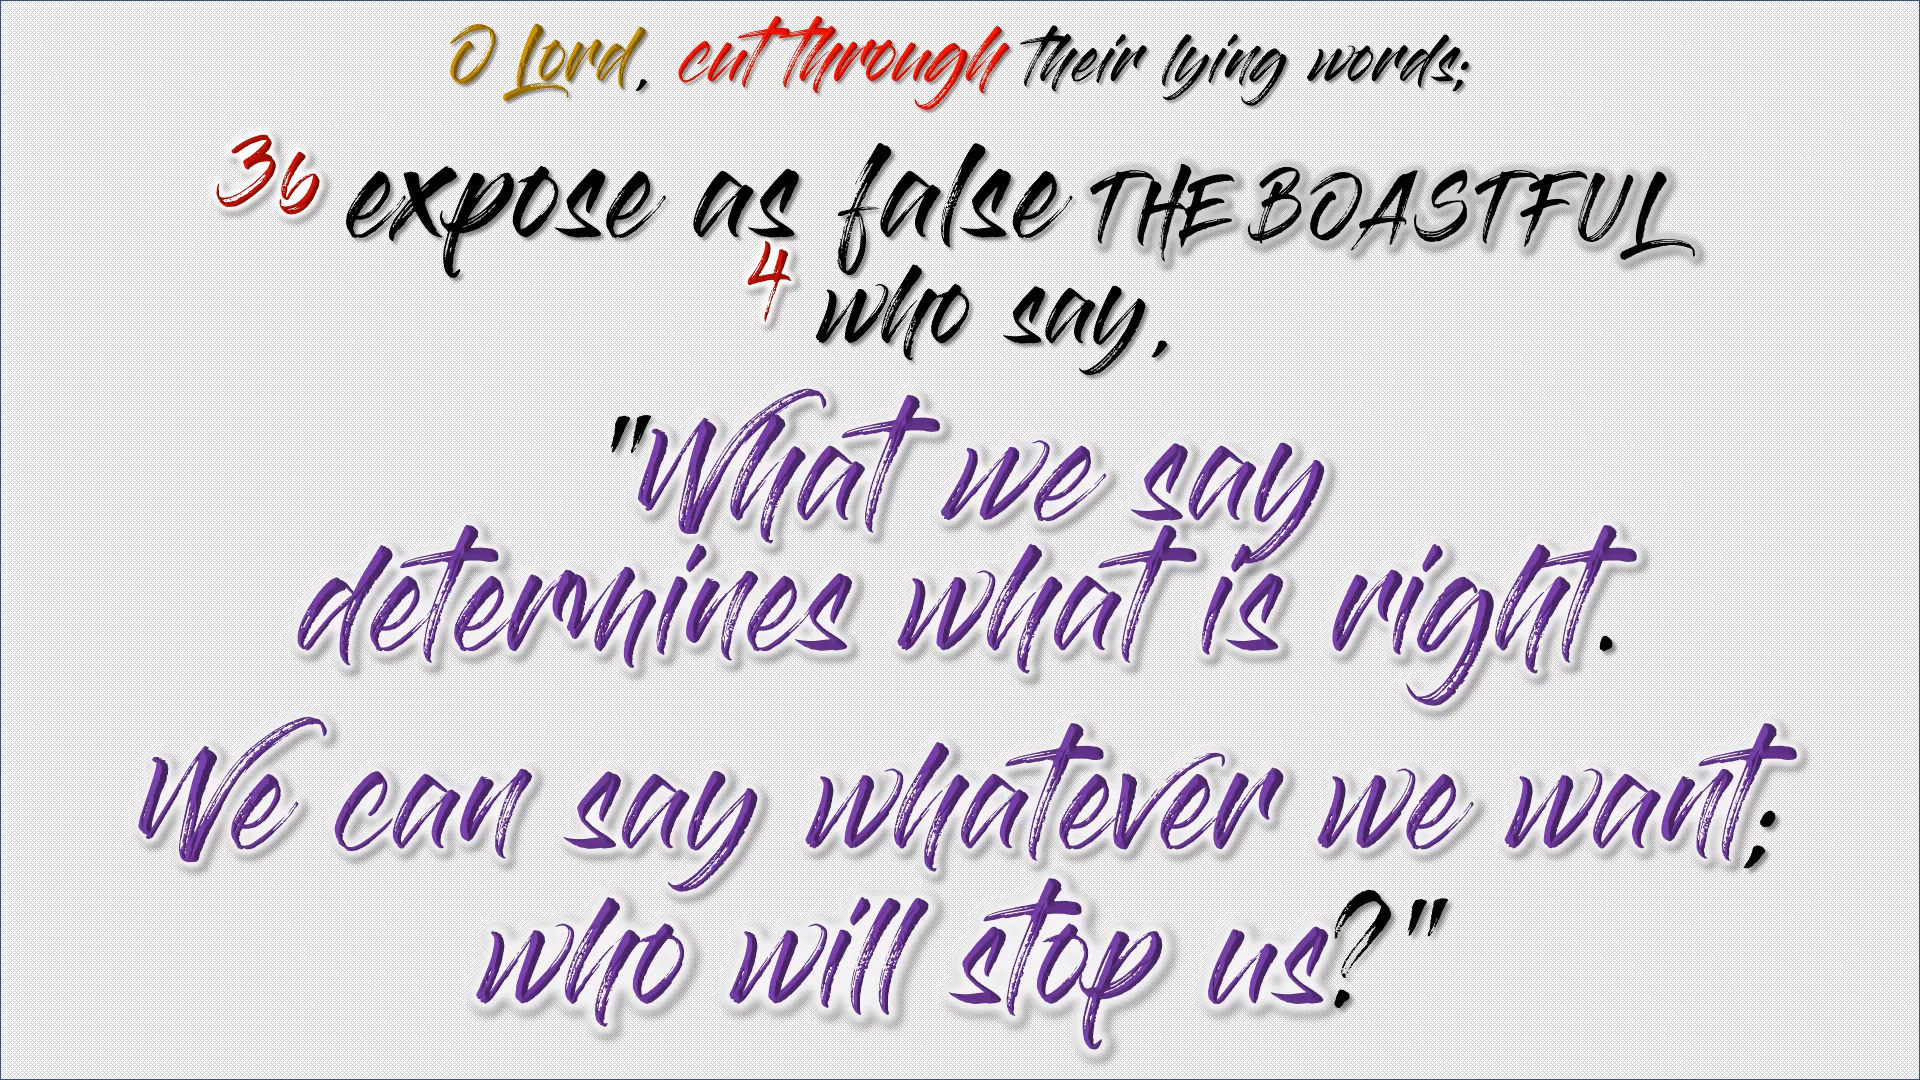 O Lord, cut through their lying words;
3b expose as false THE BOASTFUL
4 who say,
"What we say
determines what is right.
We can say whatever we want;
who will stop us?"